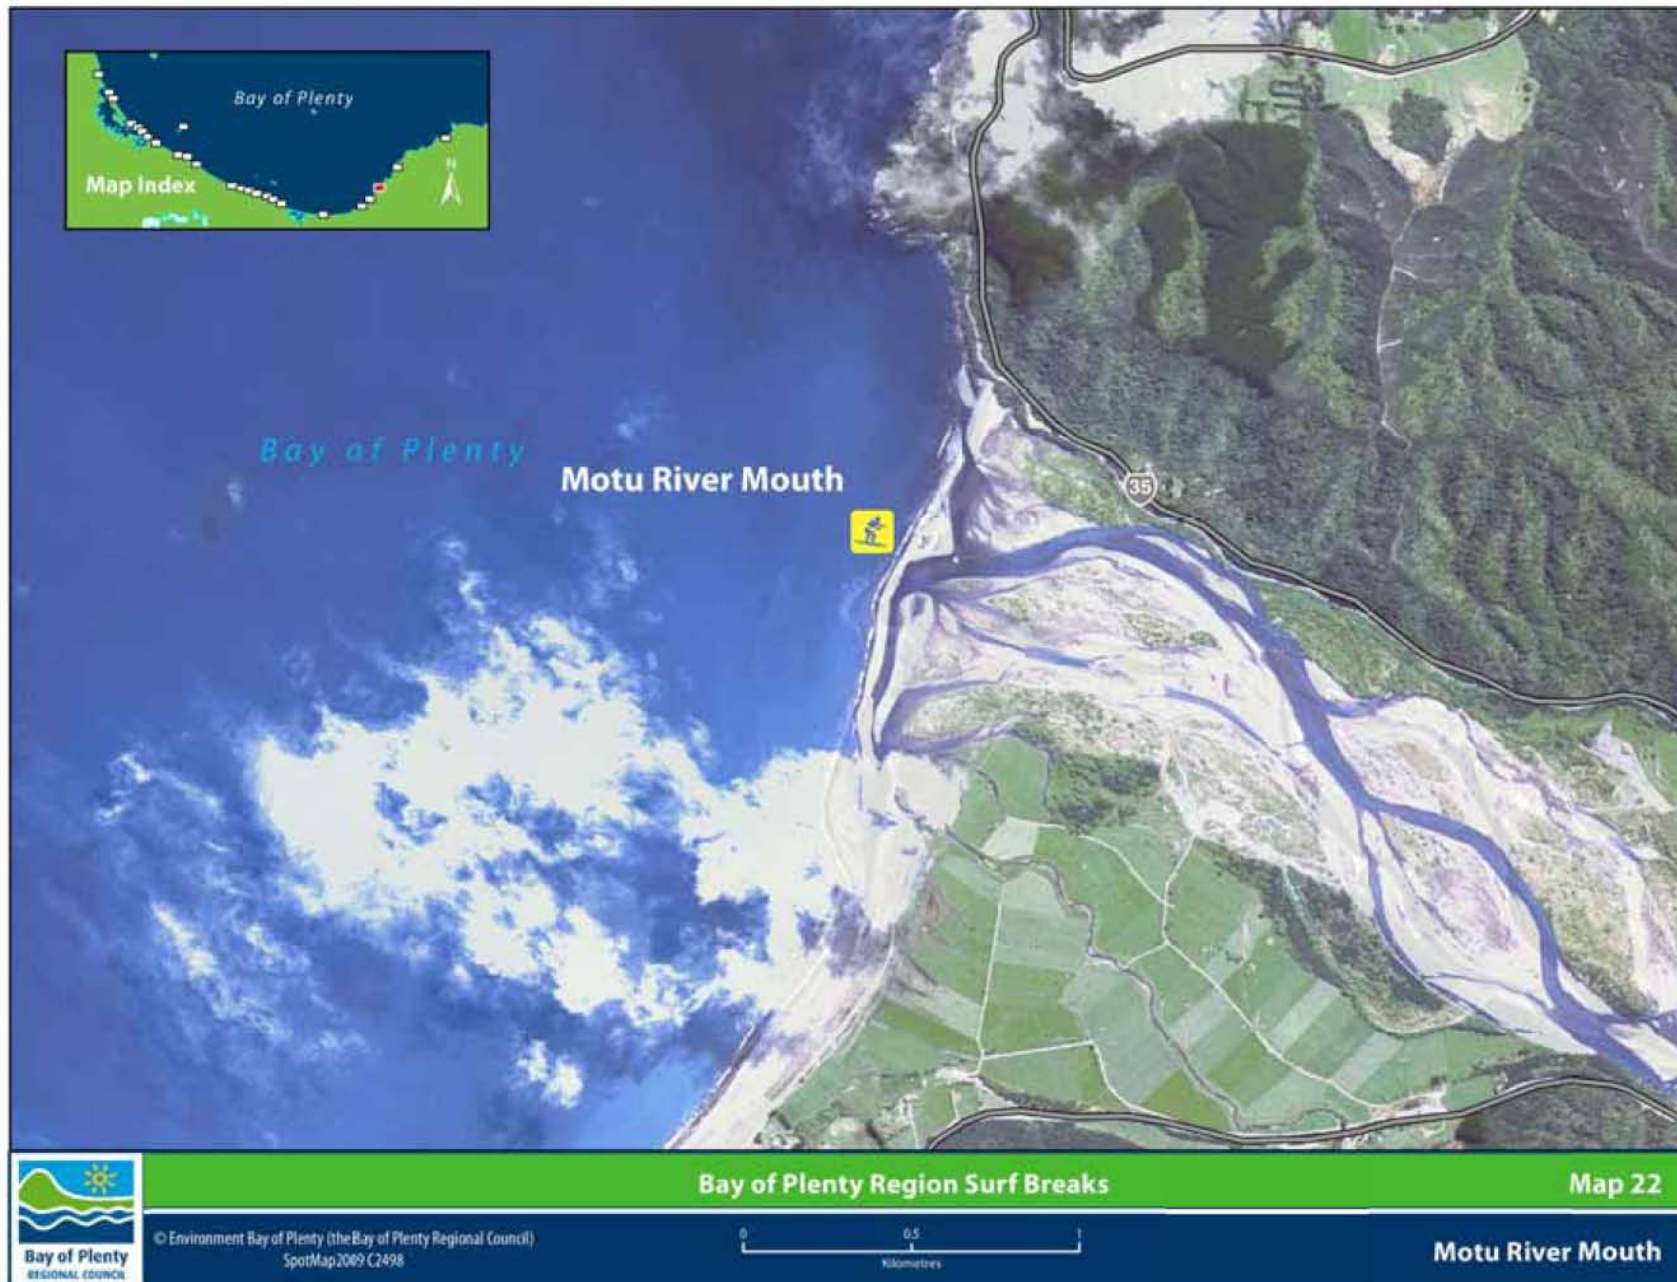 Bay of Plenty
Map Index
N
Bay of Plenty
Motu River Mouth
35
Bay of Plenty Region Surf Breaks
Map 22
Bay of Plenty
REGIONAL COUNCIL
© Environment Bay of Plenty (the Bay of Plenty Regional Council)
SpotMap 2009 C2498
0 0.5 1
Kilometres
Motu River Mouth